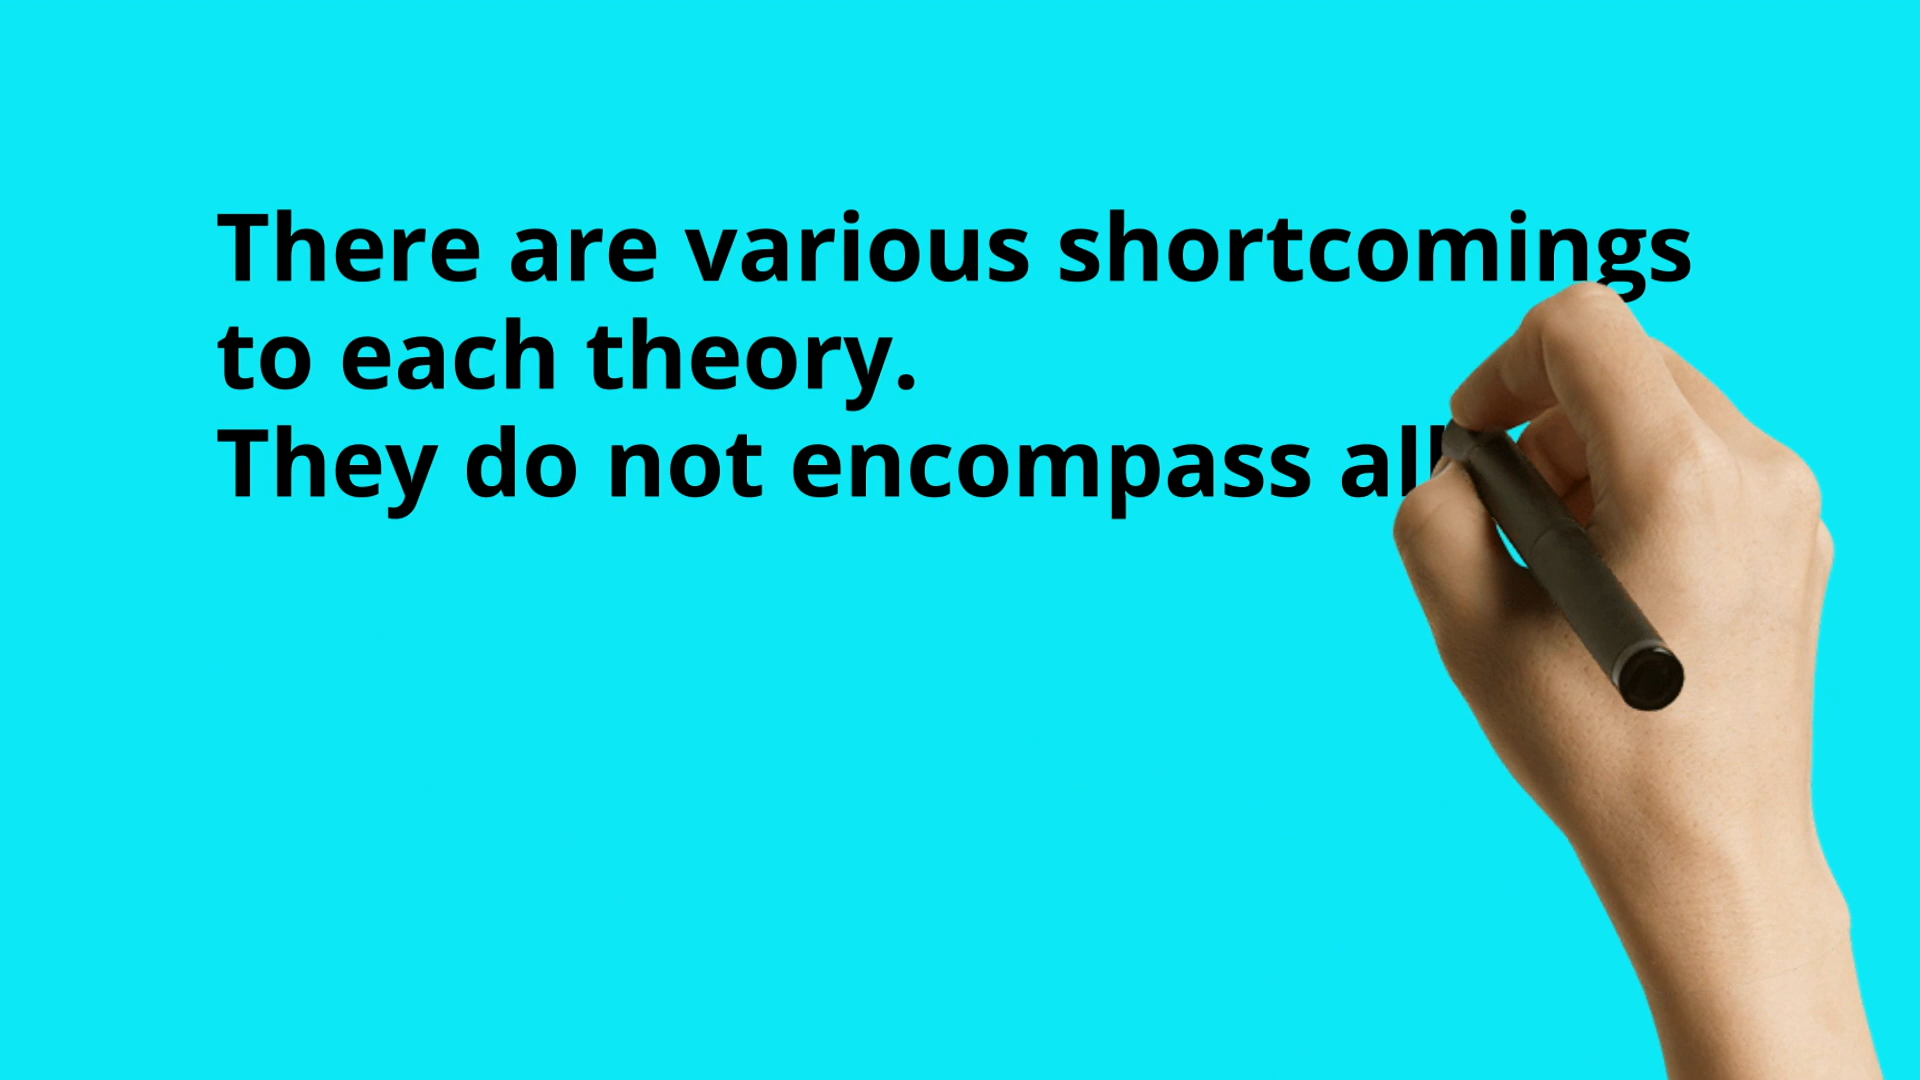 There are various shortcomings
to each theory.
They do not encompass all